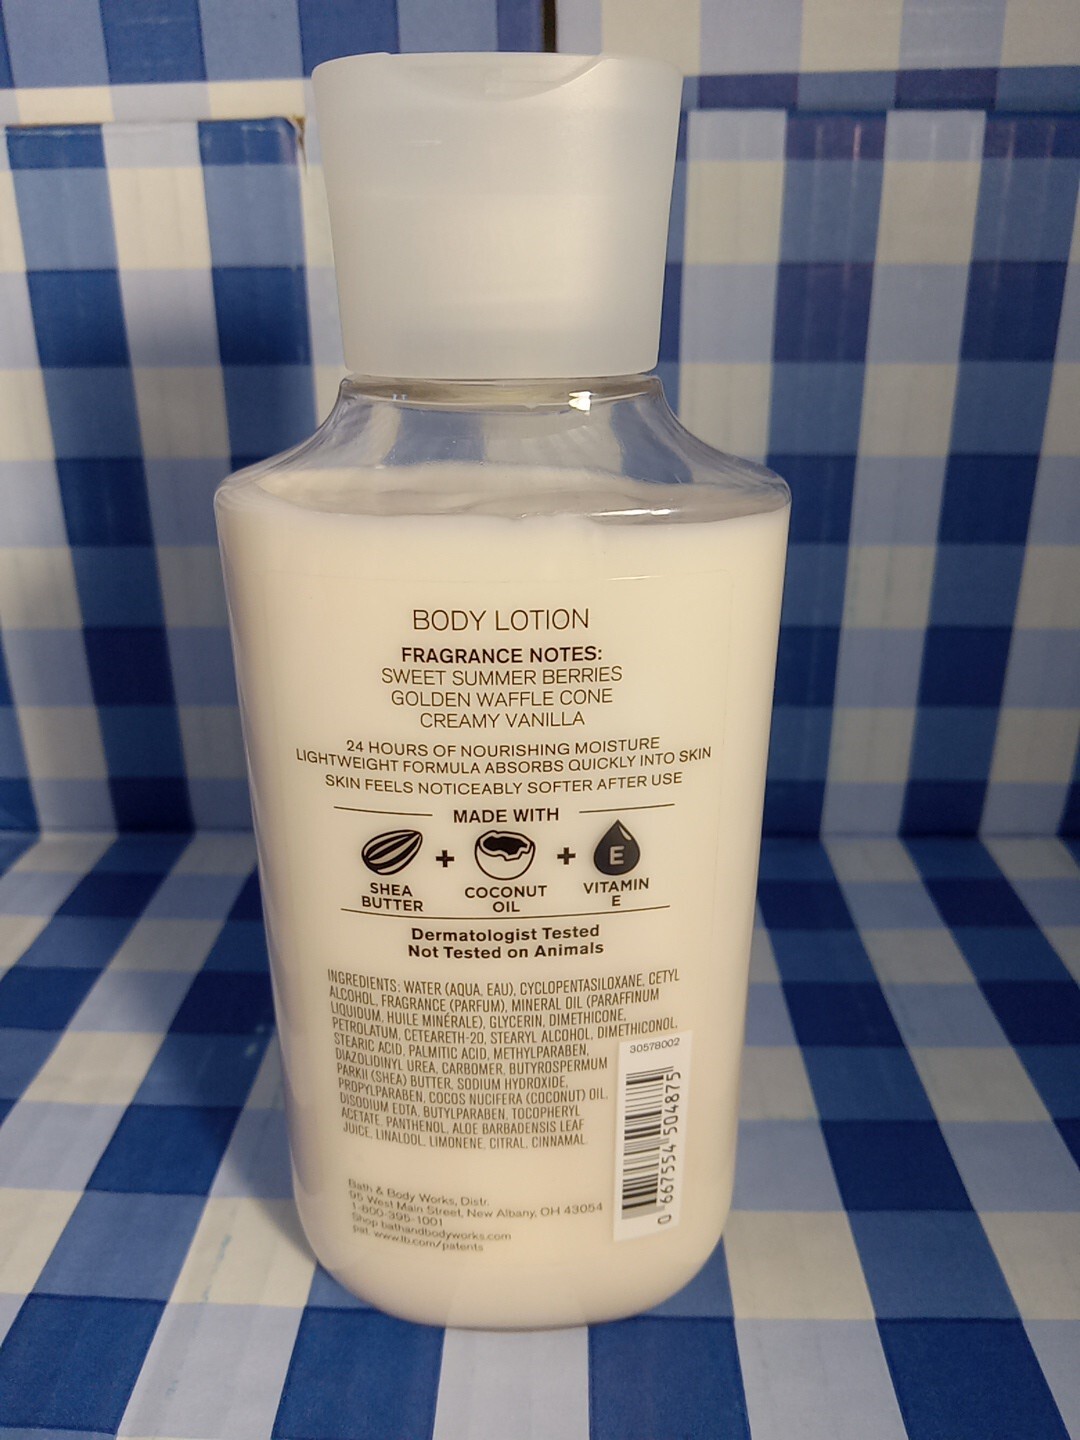 BODY LOTION
FRAGRANCE NOTES:
SWEET SUMMER BERRIES
GOLDEN WAFFLE CONE
CREAMY VANILLA
24 HOURS OF NOURISHING MOISTURE
LIGHTWEIGHT FORMULA ABSORBS QUICKLY INTO SKIN
SKIN FEELS NOTICEABLY SOFTER AFTER USE
MADE WITH
SHEA
BUTTER
+
COCONUT
OIL
+
E
VITAMIN
E
Dermatologist Tested
Not Tested on Animals
INGREDIENTS: WATER (AQUA, EAU), CYCLOPENTASILOXANE, CETYL
ALCOHOL, FRAGRANCE (PARFUM), MINERAL OIL (PARAFFINUM
LIQUIDUM, HUILE MINÉRALE), GLYCERIN, DIMETHICONE,
PETROLATUM, CETEARETH-20, STEARYL ALCOHOL, DIMETHICONOL,
STEARIC ACID, PALMITIC ACID, METHYLPARABEN,
DIAZOLIDINYL UREA, CARBOMER, BUTYROSPERMUM
PARKII (SHEA) BUTTER, SODIUM HYDROXIDE,
PROPYLPARABEN, COCOS NUCIFERA (COCONUT) OIL,
DISODIUM EDTA, BUTYLPARABEN, TOCOPHERYL
ACETATE, PANTHENOL, ALOE BARBADENSIS LEAF
JUICE, LINALOOL, LIMONENE, CITRAL, CINNAMAL.
30578002
0 667554 504875
Bath & Body Works, Distr.
95 West Main Street, New Albany, OH 43054
1-800-395-1001
Shop bathandbodyworks.com
pat. www.lb.com/patents